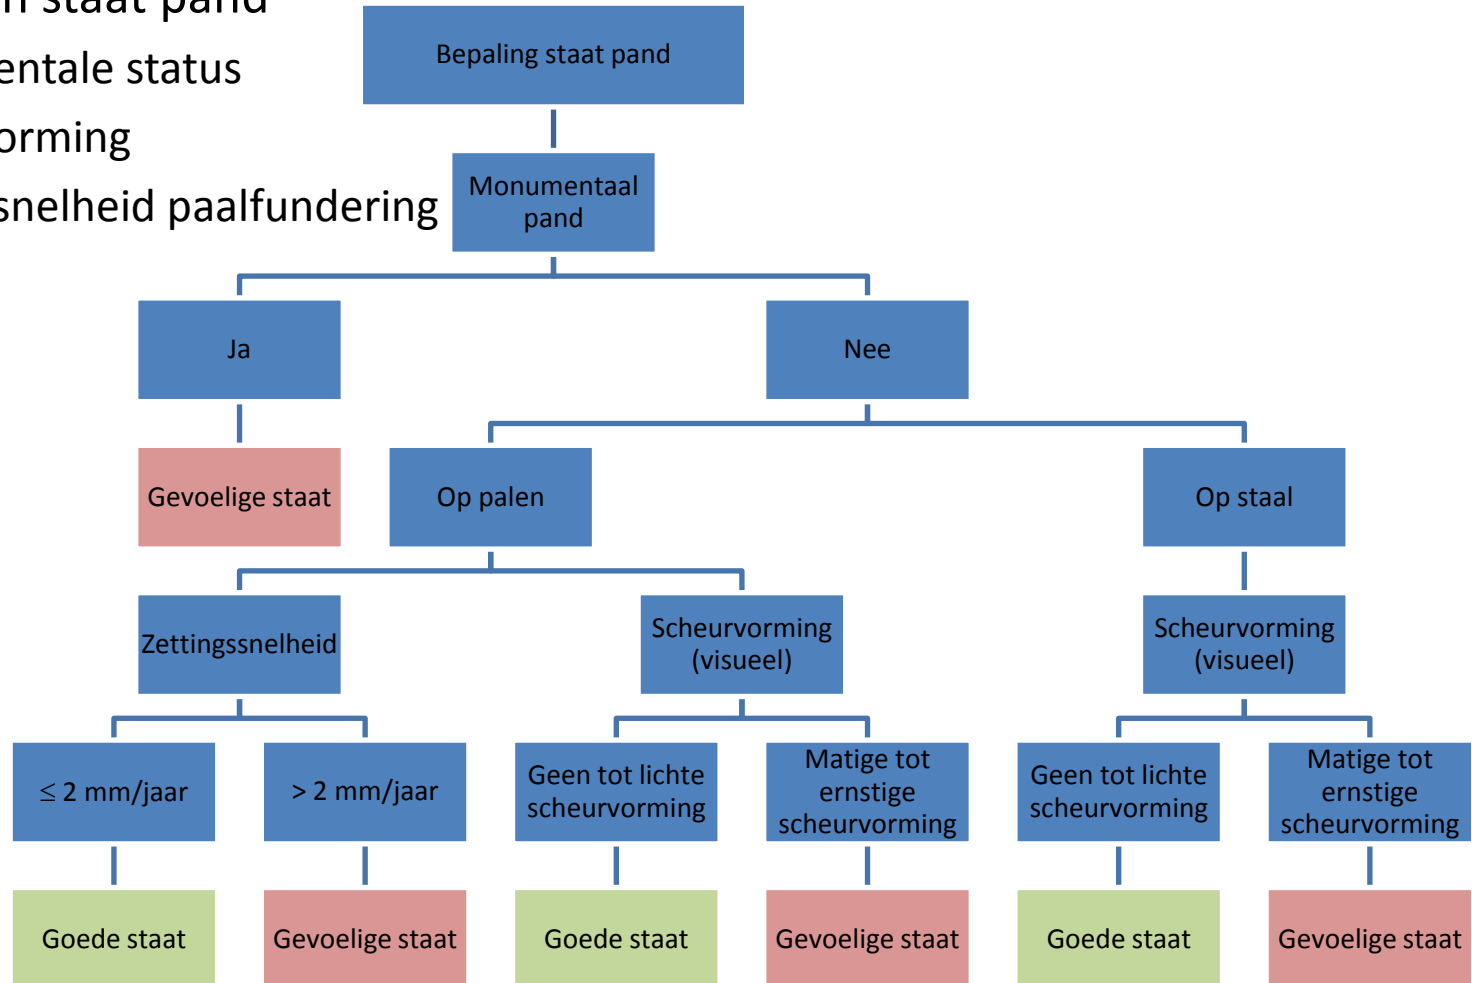 n staat pand
entale status
orming
snelheid paalfundering
Bepaling staat pand
Monumentaal
pand
Ja
Nee
Gevoelige staat
Op palen
Op staal
Zettingssnelheid
Scheurvorming
(visueel)
Scheurvorming
(visueel)
≤ 2 mm/jaar
> 2 mm/jaar
Geen tot lichte
scheurvorming
Matige tot
ernstige
scheurvorming
Geen tot lichte
scheurvorming
Matige tot
ernstige
scheurvorming
Goede staat
Gevoelige staat
Goede staat
Gevoelige staat
Goede staat
Gevoelige staat